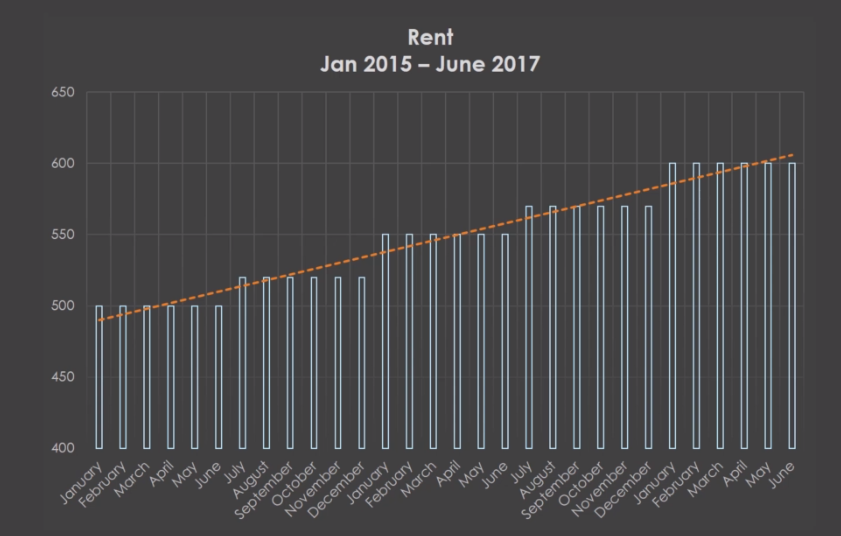 Rent
Jan 2015 – June 2017
650
600
550
500
450
400
January
February
March
April
May
June
July
August
September
October
November
December
January
February
March
April
May
June
July
August
September
October
November
December
January
February
March
April
May
June